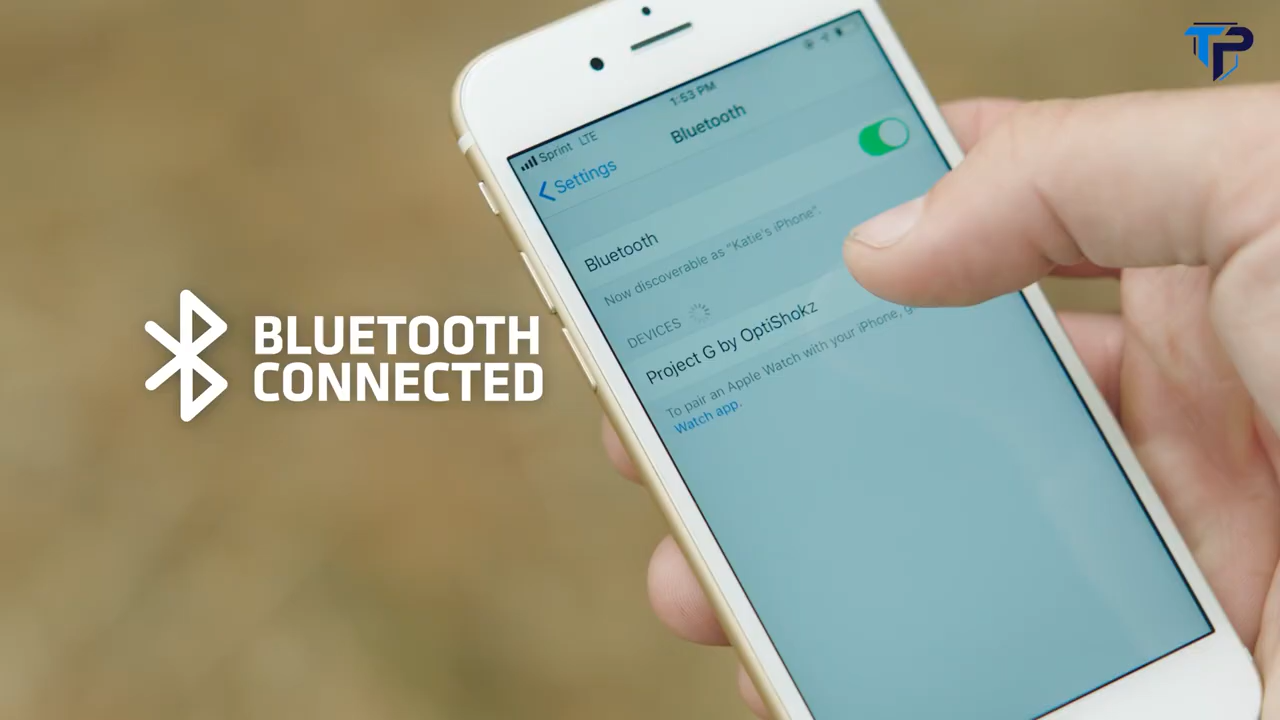 TP
Sprint LTE
1:53 PM
Settings
Bluetooth
Bluetooth
Now discoverable as "Katie's iPhone".
DEVICES
Project G by OptiShokz
To pair an Apple Watch with your iPhone, g
Watch app.
BLUETOOTH
CONNECTED